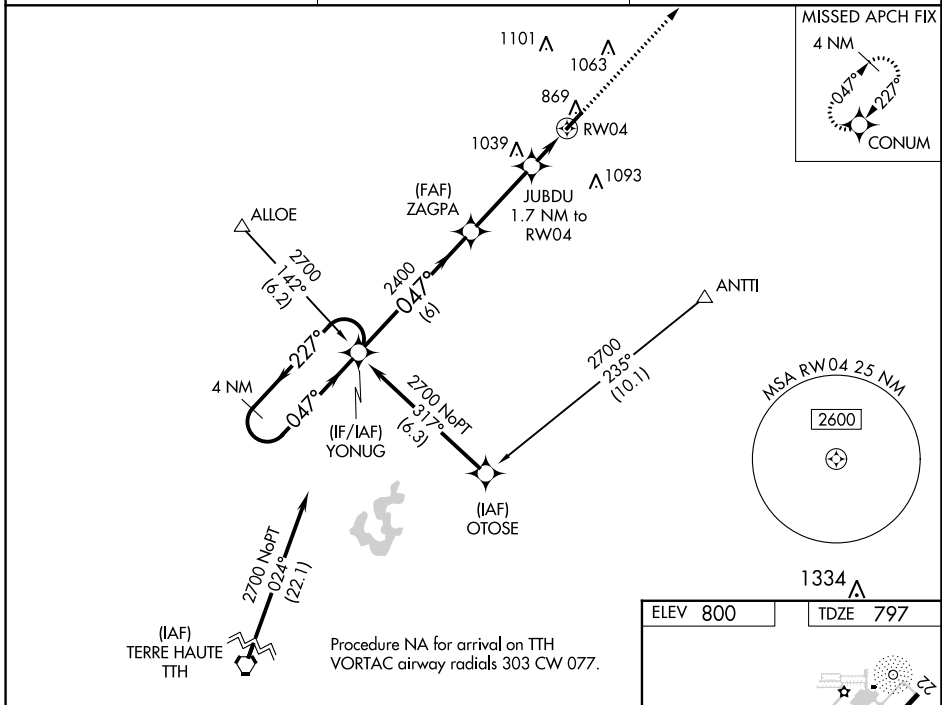 MISSED APCH FIX
4 NM
047°
227°
CONUM
1101
1063
869
RW04
1039
1093
JUBDU
1.7 NM to
RW04
(FAF)
ZAGPA
ALLOE
2700
142°
(6.2)
2400
047°
(6)
ANTTI
2700
235°
(10.1)
227°
4 NM
047°
2700 NoPT
317°
(6.3)
(IF/IAF)
YONUG
MSA RW04 25 NM
2600
(IAF)
OTOSE
2700 NoPT
024°
(22.1)
1334
(IAF)
TERRE HAUTE
TTH
Procedure NA for arrival on TTH
VORTAC airway radials 303 CW 077.
ELEV 800
TDZE 797
22